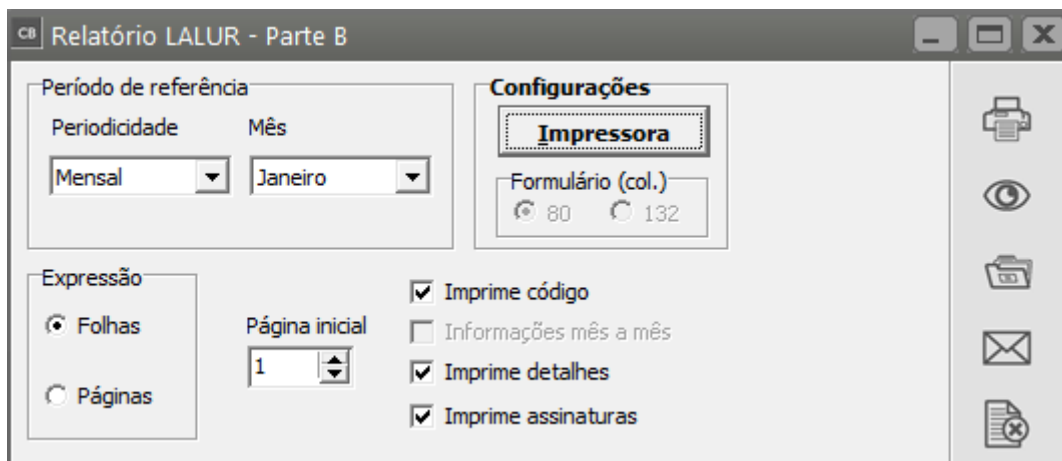 CB Relatório LALUR - Parte B
Período de referência
Periodicidade Mês
Mensal Janeiro
Configurações
Impressora
Formulário (col.)
80 132
Expressão
Folhas
Páginas
Página inicial
1
Imprime código
Informações mês a mês
Imprime detalhes
Imprime assinaturas